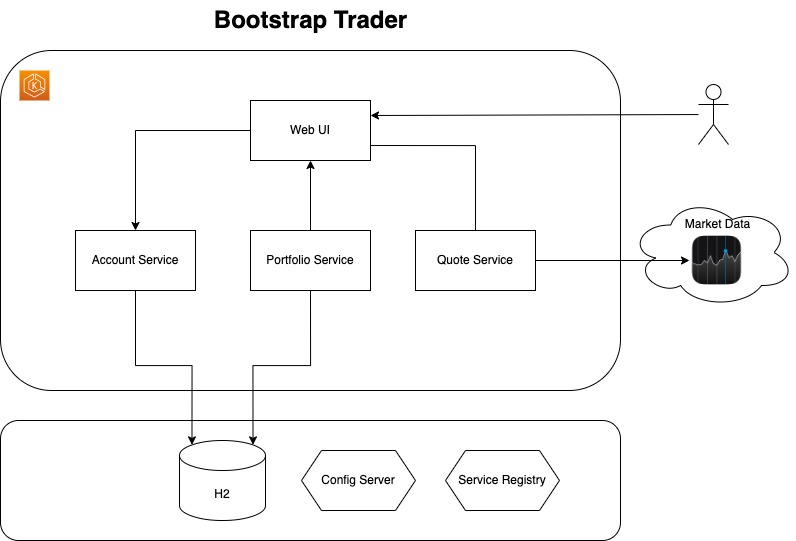 Bootstrap Trader
K
Web UI
Market Data
Account Service
Portfolio Service
Quote Service
H2
Config Server
Service Registry